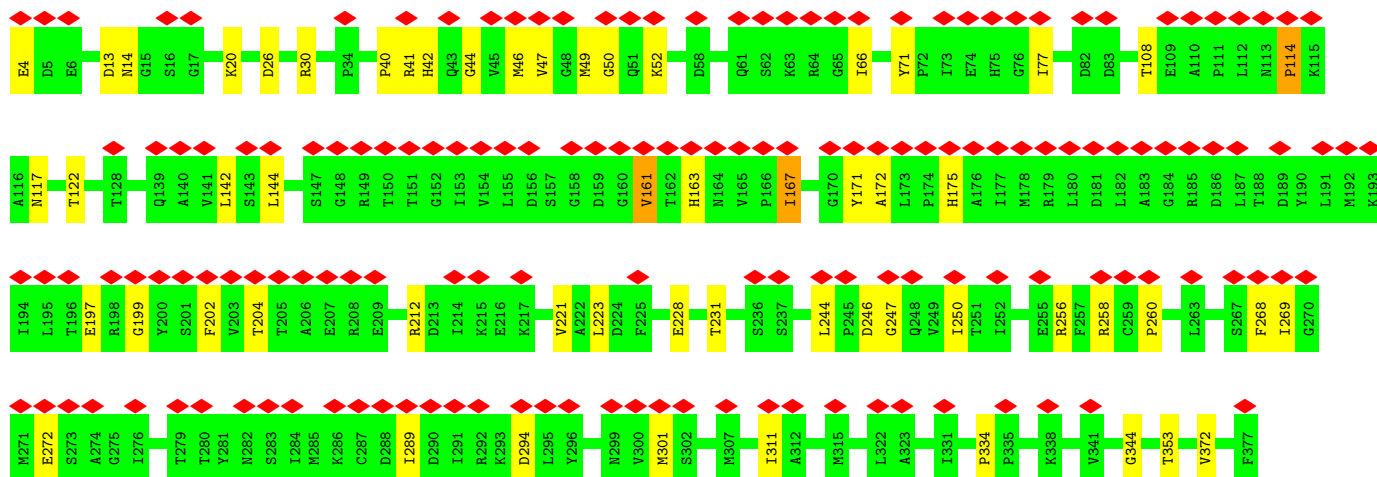 E4 D5 E6 D13 N14 G15 S16 G17 K20 D26 R30 P34 P40 R41 H42 Q43 G44 V45 M46 V47 G48 M49 G50 Q51 K52 D58 Q61 S62 K63 R64 G65 I66 Y71 P72 I73 E74 H75 G76 I77 D82 D83 T108 E109 A110 P111 L112 N113 P114 K115
A116 N117 T122 T128 Q139 A140 V141 L142 S143 L144 S147 G148 R149 T150 T151 G152 I153 V154 L155 D156 S157 G158 D159 G160 V161 T162 H163 N164 V165 P166 I167 G170 Y171 A172 L173 P174 H175 A176 I177 M178 R179 L180 D181 L182 A183 G184 R185 D186 L187 T188 D189 Y190 L191 M192 K193
I194 L195 T196 E197 R198 G199 Y200 S201 F202 V203 T204 T205 A206 E207 R208 E209 R212 D213 I214 K215 E216 K217 V221 A222 L223 D224 F225 E228 T231 S236 S237 L244 P245 D246 G247 Q248 V249 I250 T251 I252 E255 R256 F257 R258 C259 P260 L263 S267 F268 I269 G270
M271 E272 S273 A274 G275 I276 T279 T280 Y281 N282 S283 I284 M285 K286 C287 D288 I289 D290 I291 R292 K293 D294 L295 Y296 N299 V300 M301 S302 M307 I311 A312 M315 L322 A323 I331 P334 P335 K338 V341 G344 T353 V372 F377